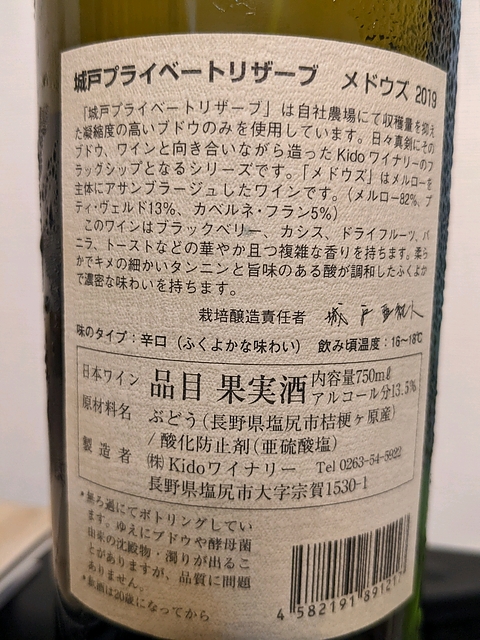 城戸プライベートリザーブ　メドウズ 2019
「城戸プライベートリザーブ」は自社農場にて収穫量を抑え
た凝縮度の高いブドウのみを使用しています。日々真剣にその
ブドウ、ワインと向き合いながら造ったKidoワイナリーのフ
ラッグシップとなるシリーズです。「メドウズ」はメルローを
主体にアサンブラージュしたワインです。（メルロー82%、プ
ティ・ヴェルド13%、カベルネ・フラン5%）
このワインはブラックベリー、カシス、ドライフルーツ、バ
ニラ、トーストなどの華やか且つ複雑な香りを持ちます。柔ら
かでキメの細かいタンニンと旨味のある酸が調和したふくよか
で濃密な味わいを持ちます。
栽培醸造責任者
味のタイプ：辛口（ふくよかな味わい）　飲み頃温度：16～18℃
日本ワイン 品目 果実酒 内容量750mℓ
アルコール分13.5%
原材料名 ぶどう（長野県塩尻市桔梗ヶ原産）
/ 酸化防止剤（亜硫酸塩）
製造者 ㈱Kidoワイナリー Tel 0263-54-5922
長野県塩尻市大字宗賀1530-1
*無ろ過にてボトリングしてい
ます。ゆえにブドウや酵母菌
由来の沈殿物・濁りが出るこ
とがありますが、品質に問題
ありません。
*飲酒は20歳になってから
4 582191 891217